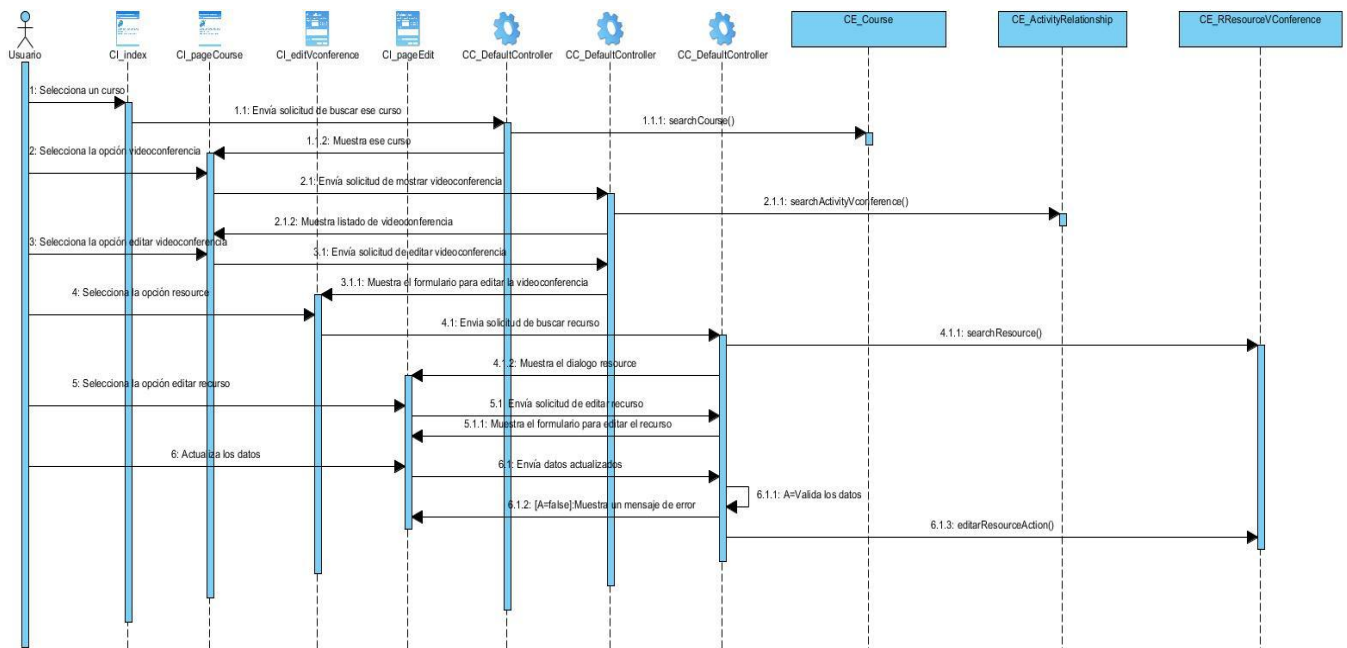 CE_Course
CE_ActivityRelationship
CE_RResourceVConference
Usuario
CI_index
CI_pageCourse
CI_editVconference
CI_pageEdit
CC_DefaultController
CC_DefaultController
CC_DefaultController
1: Selecciona un curso
1.1: Envía solicitud de buscar ese curso
1.1.1: searchCourse()
1.1.2: Muestra ese curso
2: Selecciona la opción videoconferencia
2.1: Envía solicitud de mostrar videoconferencia
2.1.1: searchActivityVconference()
2.1.2: Muestra listado de videoconferencia
3: Selecciona la opción editar videoconferencia
3.1: Envía solicitud de editar videoconferencia
3.1.1: Muestra el formulario para editar la videoconferencia
4: Selecciona la opción resource
4.1: Envia solicitud de buscar recurso
4.1.1: searchResource()
4.1.2: Muestra el dialogo resource
5: Selecciona la opción editar recurso
5.1: Envía solicitud de editar recurso
5.1.1: Muestra el formulario para editar el recurso
6: Actualiza los datos
6.1: Envía datos actualizados
6.1.1: A=Valida los datos
6.1.2: [A=false]:Muestra un mensaje de error
6.1.3: editarResourceAction()